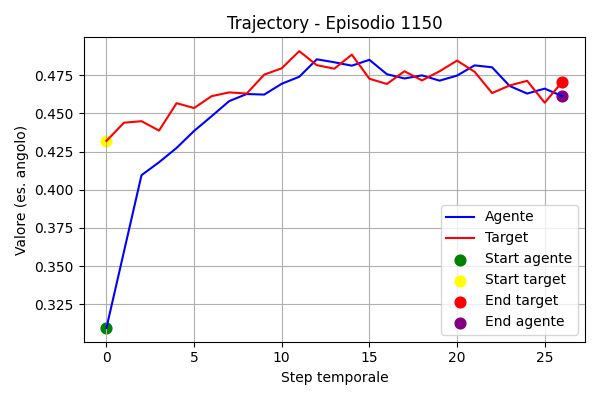 Trajectory - Episodio 1150
Valore (es. angolo)
0.475
0.450
0.425
0.400
0.375
0.350
0.325
0
5
10
15
20
25
Step temporale
Agente
Target
Start agente
Start target
End target
End agente